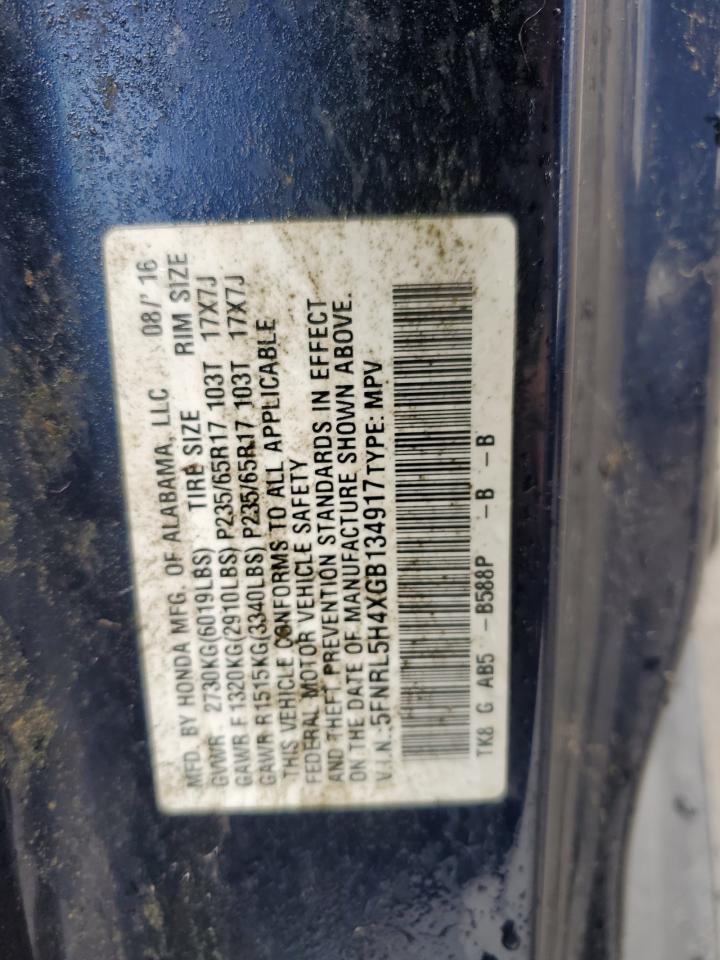 MFD. BY HONDA MFG. OF ALABAMA, LLC 08/'16
GVWR 2730KG(6019LBS) TIRE SIZE RIM SIZE
GAWR F1320KG(2910LBS) P235/65R17 103T 17X7J
GAWR R1515KG(3340LBS) P235/65R17 103T 17X7J
THIS VEHICLE CONFORMS TO ALL APPLICABLE
FEDERAL MOTOR VEHICLE SAFETY
AND THEFT PREVENTION STANDARDS IN EFFECT
ON THE DATE OF MANUFACTURE SHOWN ABOVE.
V.I.N.:5FNRL5H4XGB134917 TYPE: MPV
TK8 G AB5 -B588P -B -B